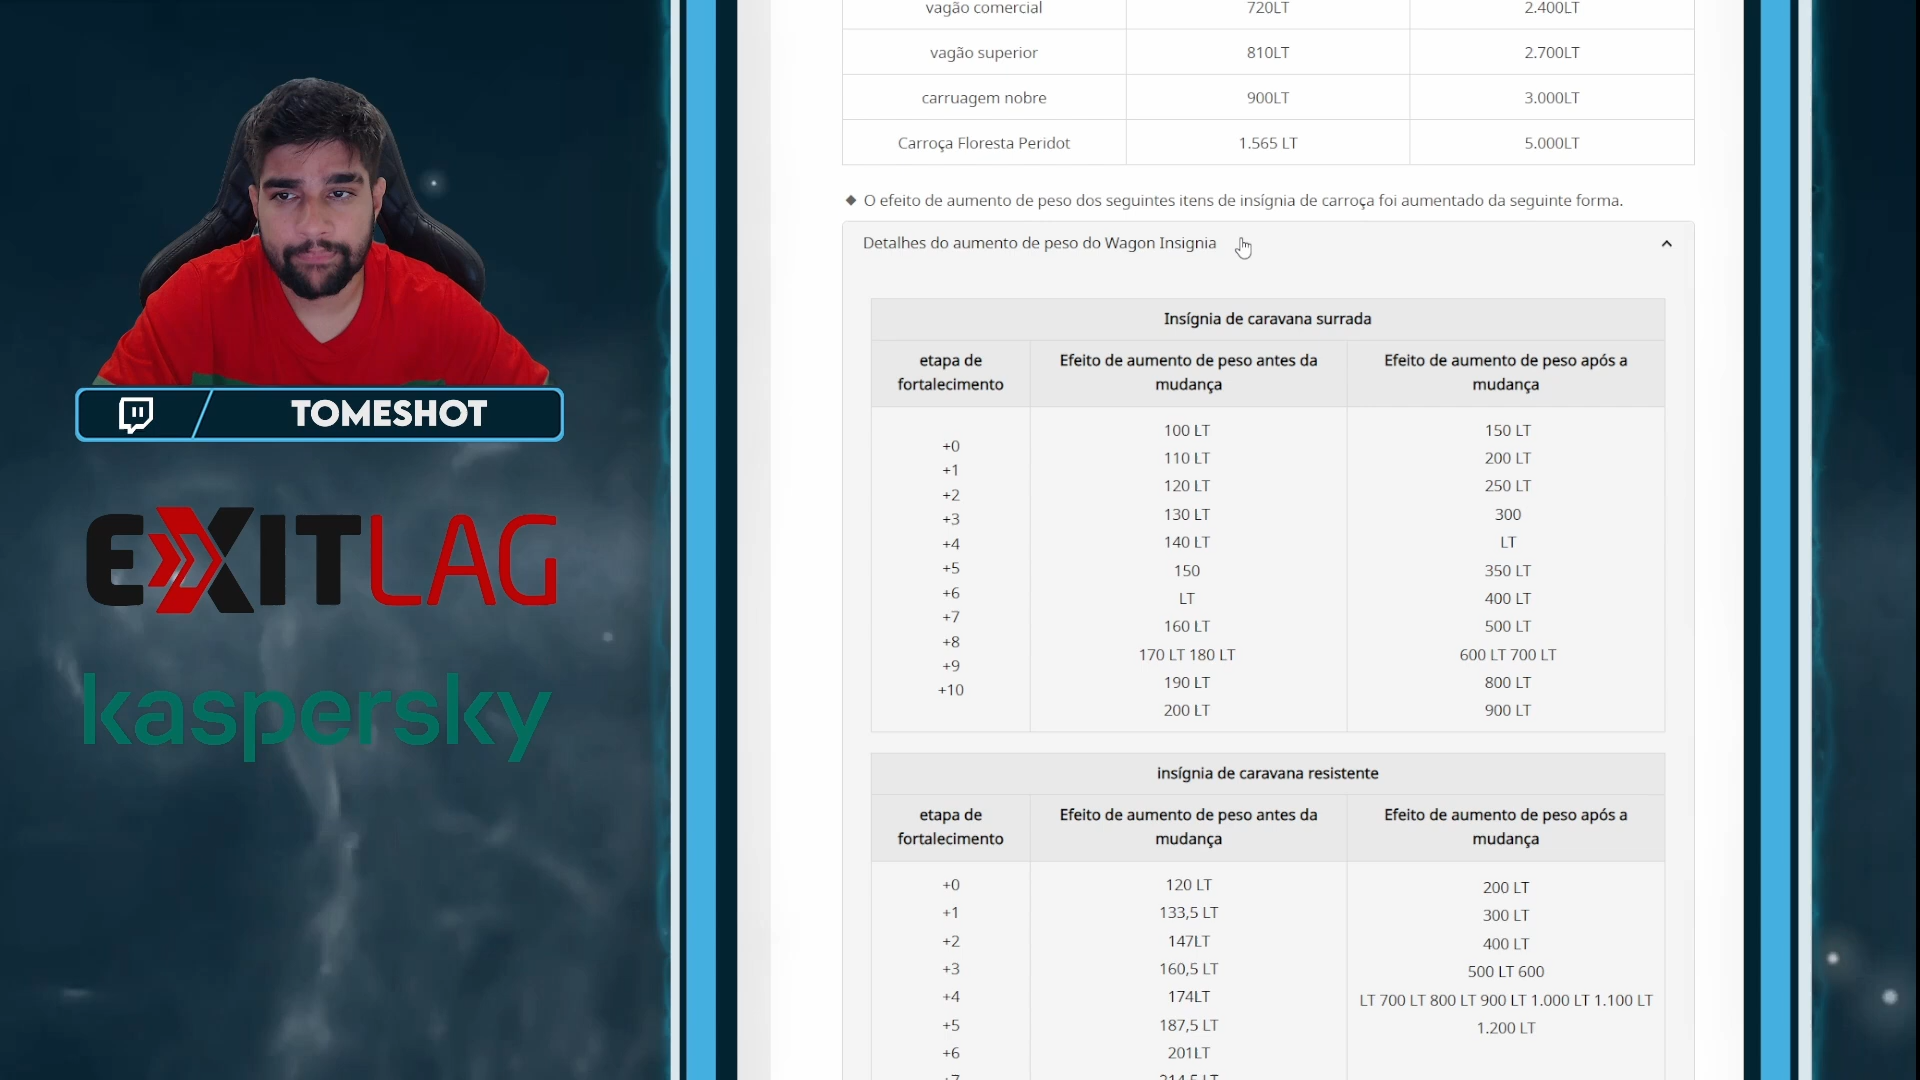 vagão comercial 720LT 2.400LT
vagão superior 810LT 2.700LT
carruagem nobre 900LT 3.000LT
Carroça Floresta Peridot 1.565 LT 5.000LT
◆ O efeito de aumento de peso dos seguintes itens de insígnia de carroça foi aumentado da seguinte forma.
Detalhes do aumento de peso do Wagon Insignia
Insígnia de caravana surrada
etapa de fortalecimento
Efeito de aumento de peso antes da mudança
Efeito de aumento de peso após a mudança
+0
+1
+2
+3
+4
+5
+6
+7
+8
+9
+10
100 LT
110 LT
120 LT
130 LT
140 LT
150
LT
160 LT
170 LT 180 LT
190 LT
200 LT
150 LT
200 LT
250 LT
300
LT
350 LT
400 LT
500 LT
600 LT 700 LT
800 LT
900 LT
insígnia de caravana resistente
etapa de fortalecimento
Efeito de aumento de peso antes da mudança
Efeito de aumento de peso após a mudança
+0
+1
+2
+3
+4
+5
+6
120 LT
133,5 LT
147LT
160,5 LT
174LT
187,5 LT
201LT
200 LT
300 LT
400 LT
500 LT 600
LT 700 LT 800 LT 900 LT 1.000 LT 1.100 LT
1.200 LT
TOMESHOT
EXITLAG
kaspersky